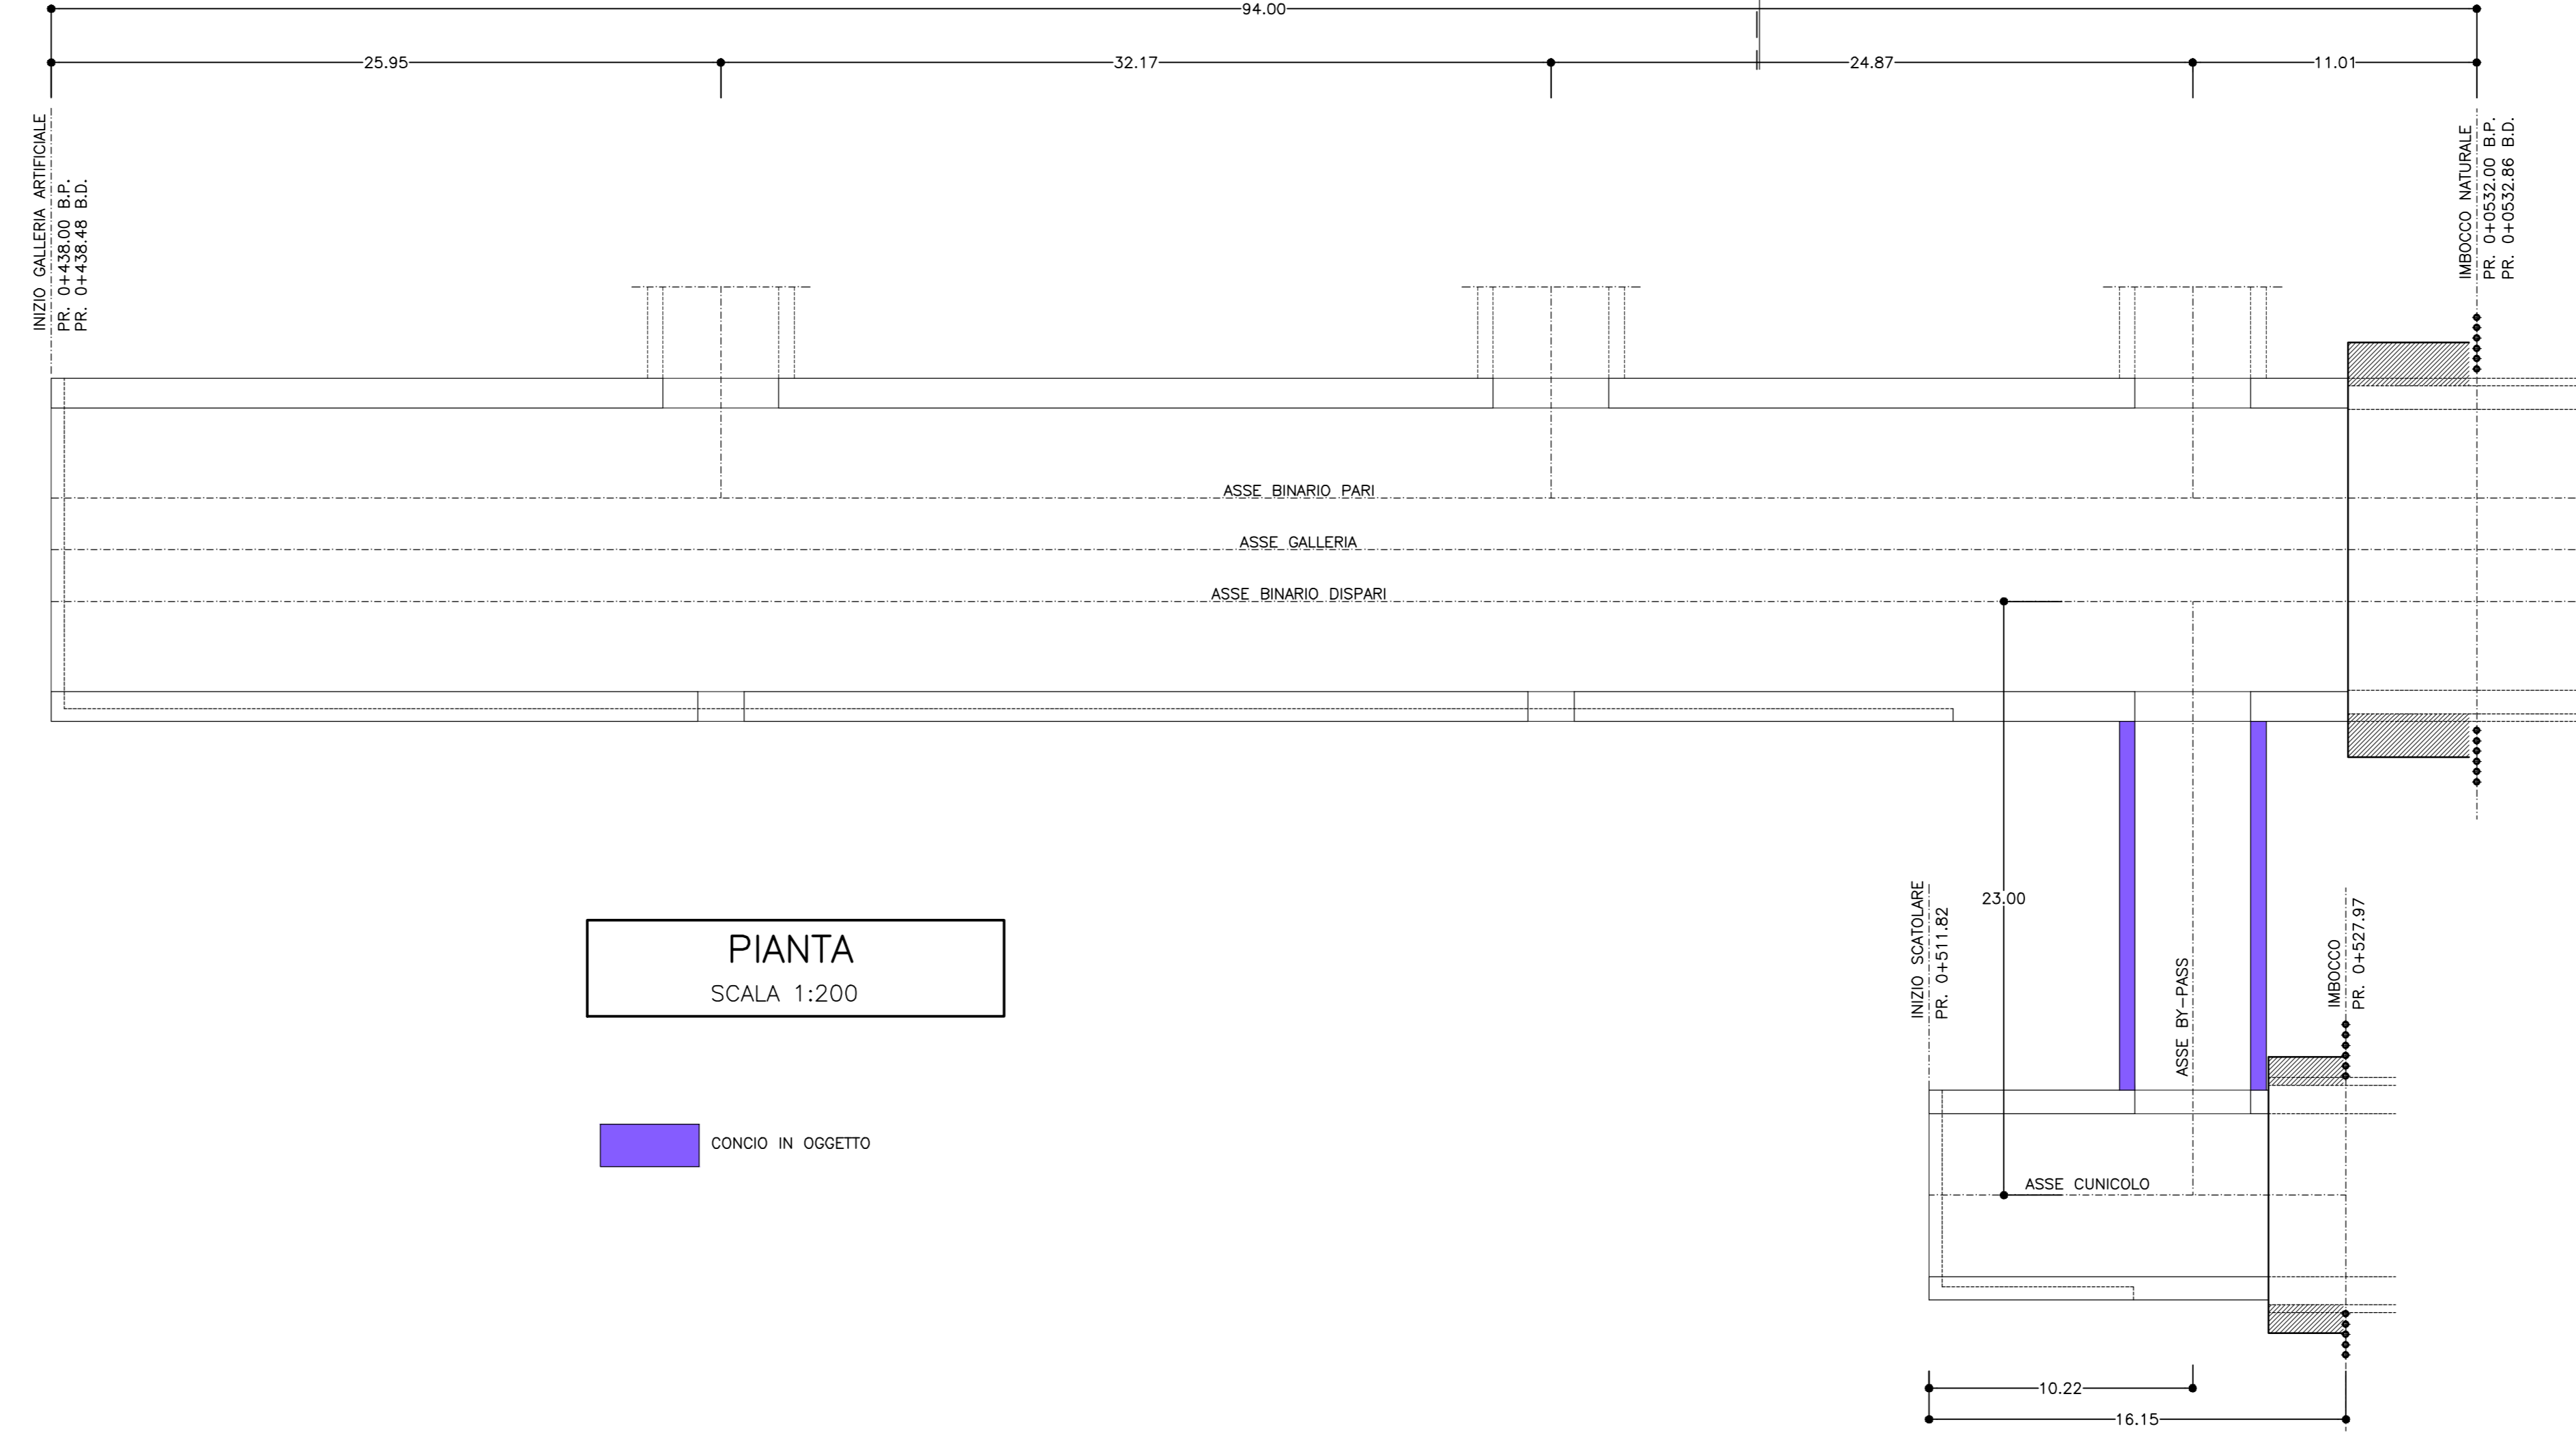 94.00
25.95
32.17
24.87
11.01
INIZIO GALLERIA ARTIFICIALE
PR. 0+438.00 B.P.
PR. 0+438.48 B.D.
IMBOCCO NATURALE
PR. 0+0532.00 B.P.
PR. 0+0532.86 B.D.
ASSE BINARIO PARI
ASSE GALLERIA
ASSE BINARIO DISPARI
23.00
INIZIO SCATOLARE
PR. 0+511.82
ASSE BY-PASS
IMBOCCO
PR. 0+527.97
PIANTA
SCALA 1:200
CONCIO IN OGGETTO
ASSE CUNICOLO
10.22
16.15